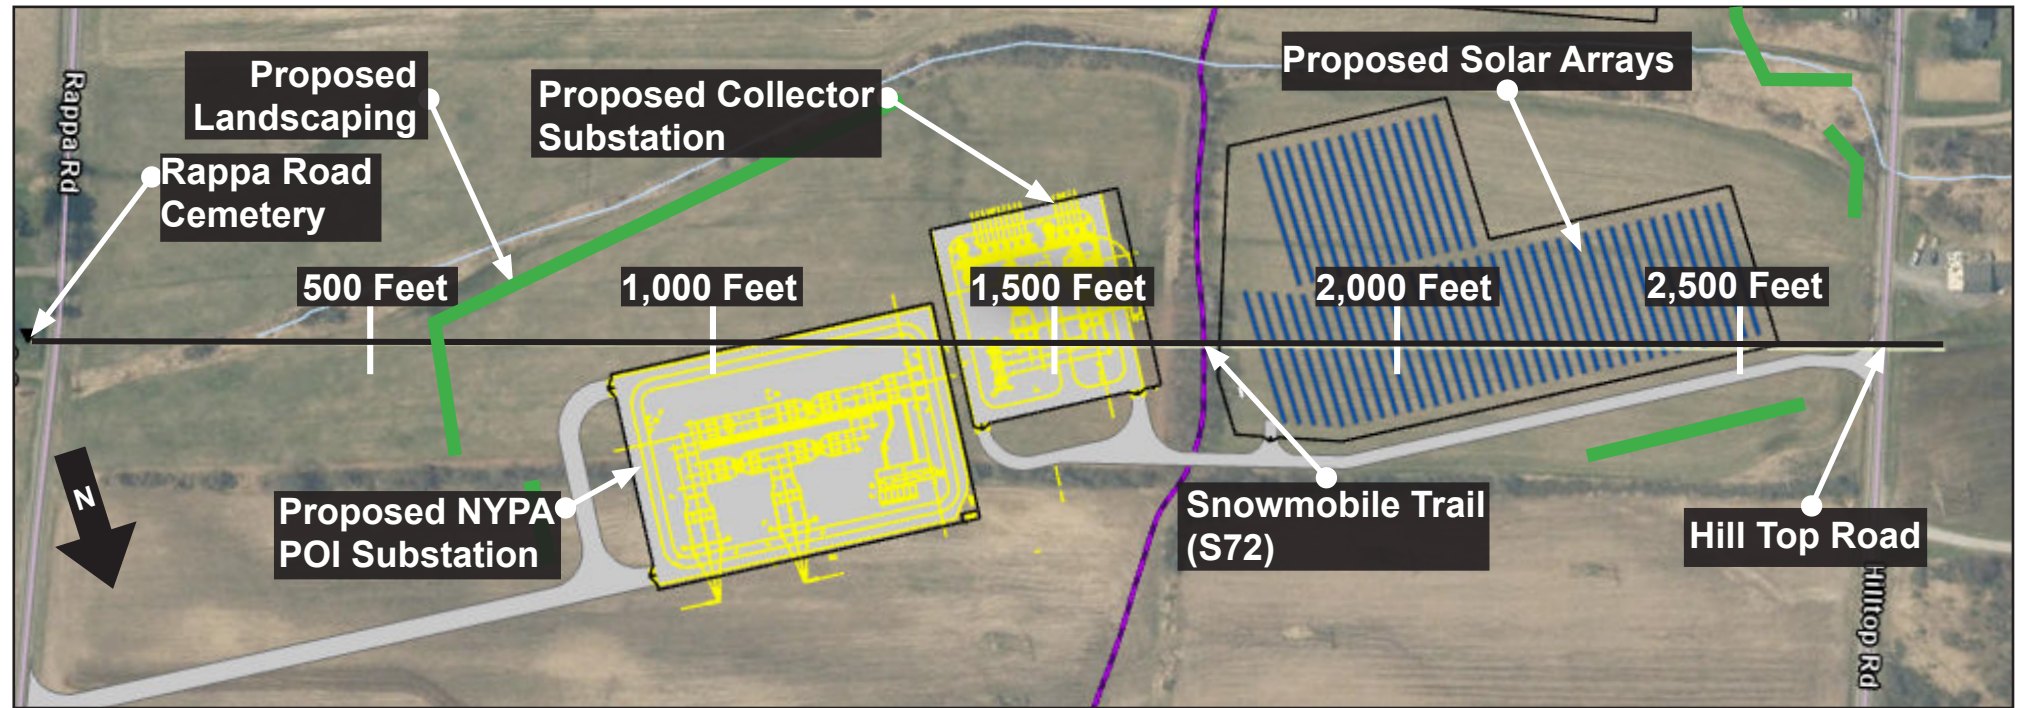 Rappa Rd
Proposed
Landscaping
Proposed Collector
Substation
Proposed Solar Arrays
Rappa Road
Cemetery
500 Feet
1,000 Feet
1,500 Feet
2,000 Feet
2,500 Feet
N
Proposed NYPA
POI Substation
Snowmobile Trail
(S72)
Hill Top Road
Hilltop Rd